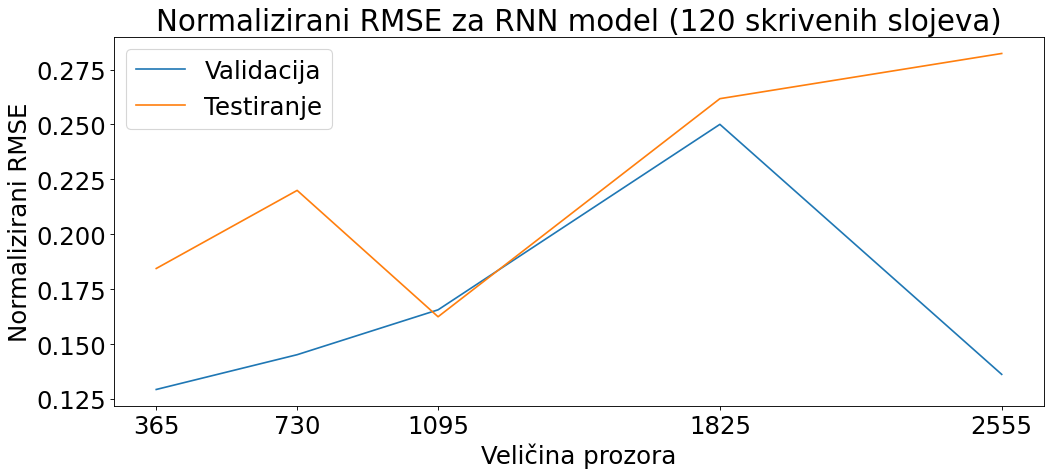 Normalizirani RMSE za RNN model (120 skrivenih slojeva)
Validacija
Testiranje
Normalizirani RMSE
0.275
0.250
0.225
0.200
0.175
0.150
0.125
365 730 1095 1825 2555
Veličina prozora